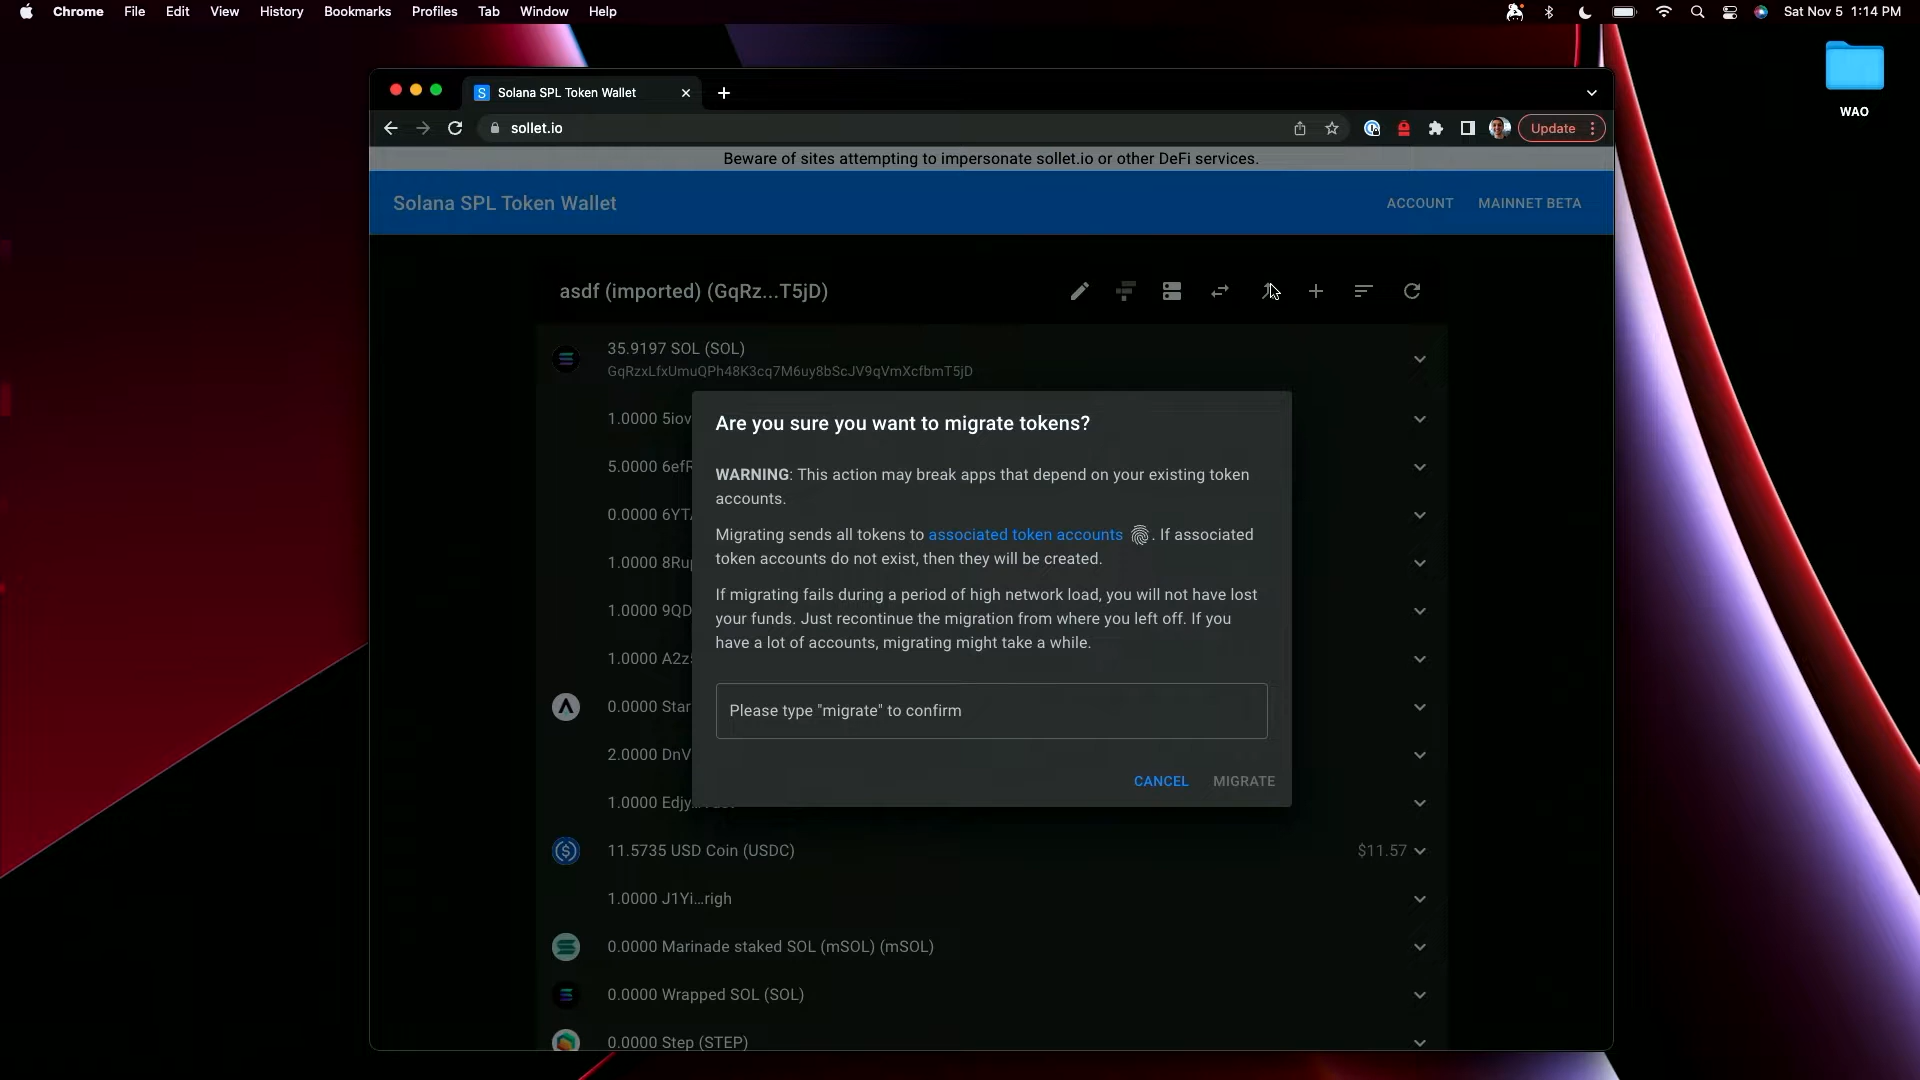 Chrome File Edit View History Bookmarks Profiles Tab Window Help Sat Nov 5 1:14 PM
WAO
S Solana SPL Token Wallet
sollet.io Update
Beware of sites attempting to impersonate sollet.io or other DeFi services.
Solana SPL Token Wallet ACCOUNT MAINNET BETA
asdf (imported) (GqRz...T5jD)
35.9197 SOL (SOL)
GqRzxLfxUmuQPh48K3cq7M6uy8bScJV9qVmXcfbmT5jD
1.0000 5iov
5.0000 6efR
0.0000 6YT
1.0000 8Ru
1.0000 9QD
1.0000 A2z
0.0000 Star
2.0000 DnV
1.0000 Edjy
Are you sure you want to migrate tokens?
WARNING: This action may break apps that depend on your existing token
accounts.
Migrating sends all tokens to associated token accounts . If associated
token accounts do not exist, then they will be created.
If migrating fails during a period of high network load, you will not have lost
your funds. Just recontinue the migration from where you left off. If you
have a lot of accounts, migrating might take a while.
Please type "migrate" to confirm
CANCEL MIGRATE
11.5735 USD Coin (USDC) $11.57
1.0000 J1Yi...righ
0.0000 Marinade staked SOL (mSOL) (mSOL)
0.0000 Wrapped SOL (SOL)
0.0000 Step (STEP)